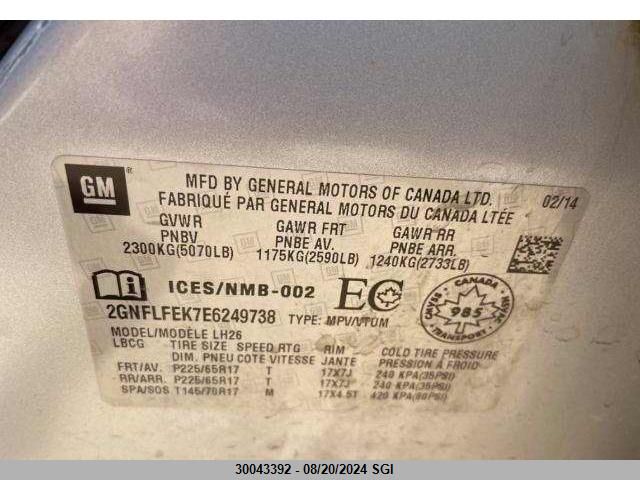 GM ®
MFD BY GENERAL MOTORS OF CANADA LTD.
FABRIQUÉ PAR GENERAL MOTORS DU CANADA LTÉE
02/14
GVWR GAWR FRT GAWR RR
PNBV PNBE AV. PNBE ARR.
2300KG(5070LB) 1175KG(2590LB) 1240KG(2733LB)
ICES/NMB-002 EC
CANADA
985
TRANSPORT
2GNFLFEK7E6249738 TYPE: MPV/VTUM
MODEL/MODÈLE LH26
LBCG TIRE SIZE SPEED RTG RIM COLD TIRE PRESSURE
DIM. PNEU COTE VITESSE JANTE PRESSION À FROID
FRT/AV. P225/65R17 T 17X7J 240 KPA(35PSI)
RR/ARR. P225/65R17 T 17X7J 240 KPA(35PSI)
SPA/SOS T145/70R17 M 17X4.5T 420 KPA(60PSI)
30043392 - 08/20/2024 SGI